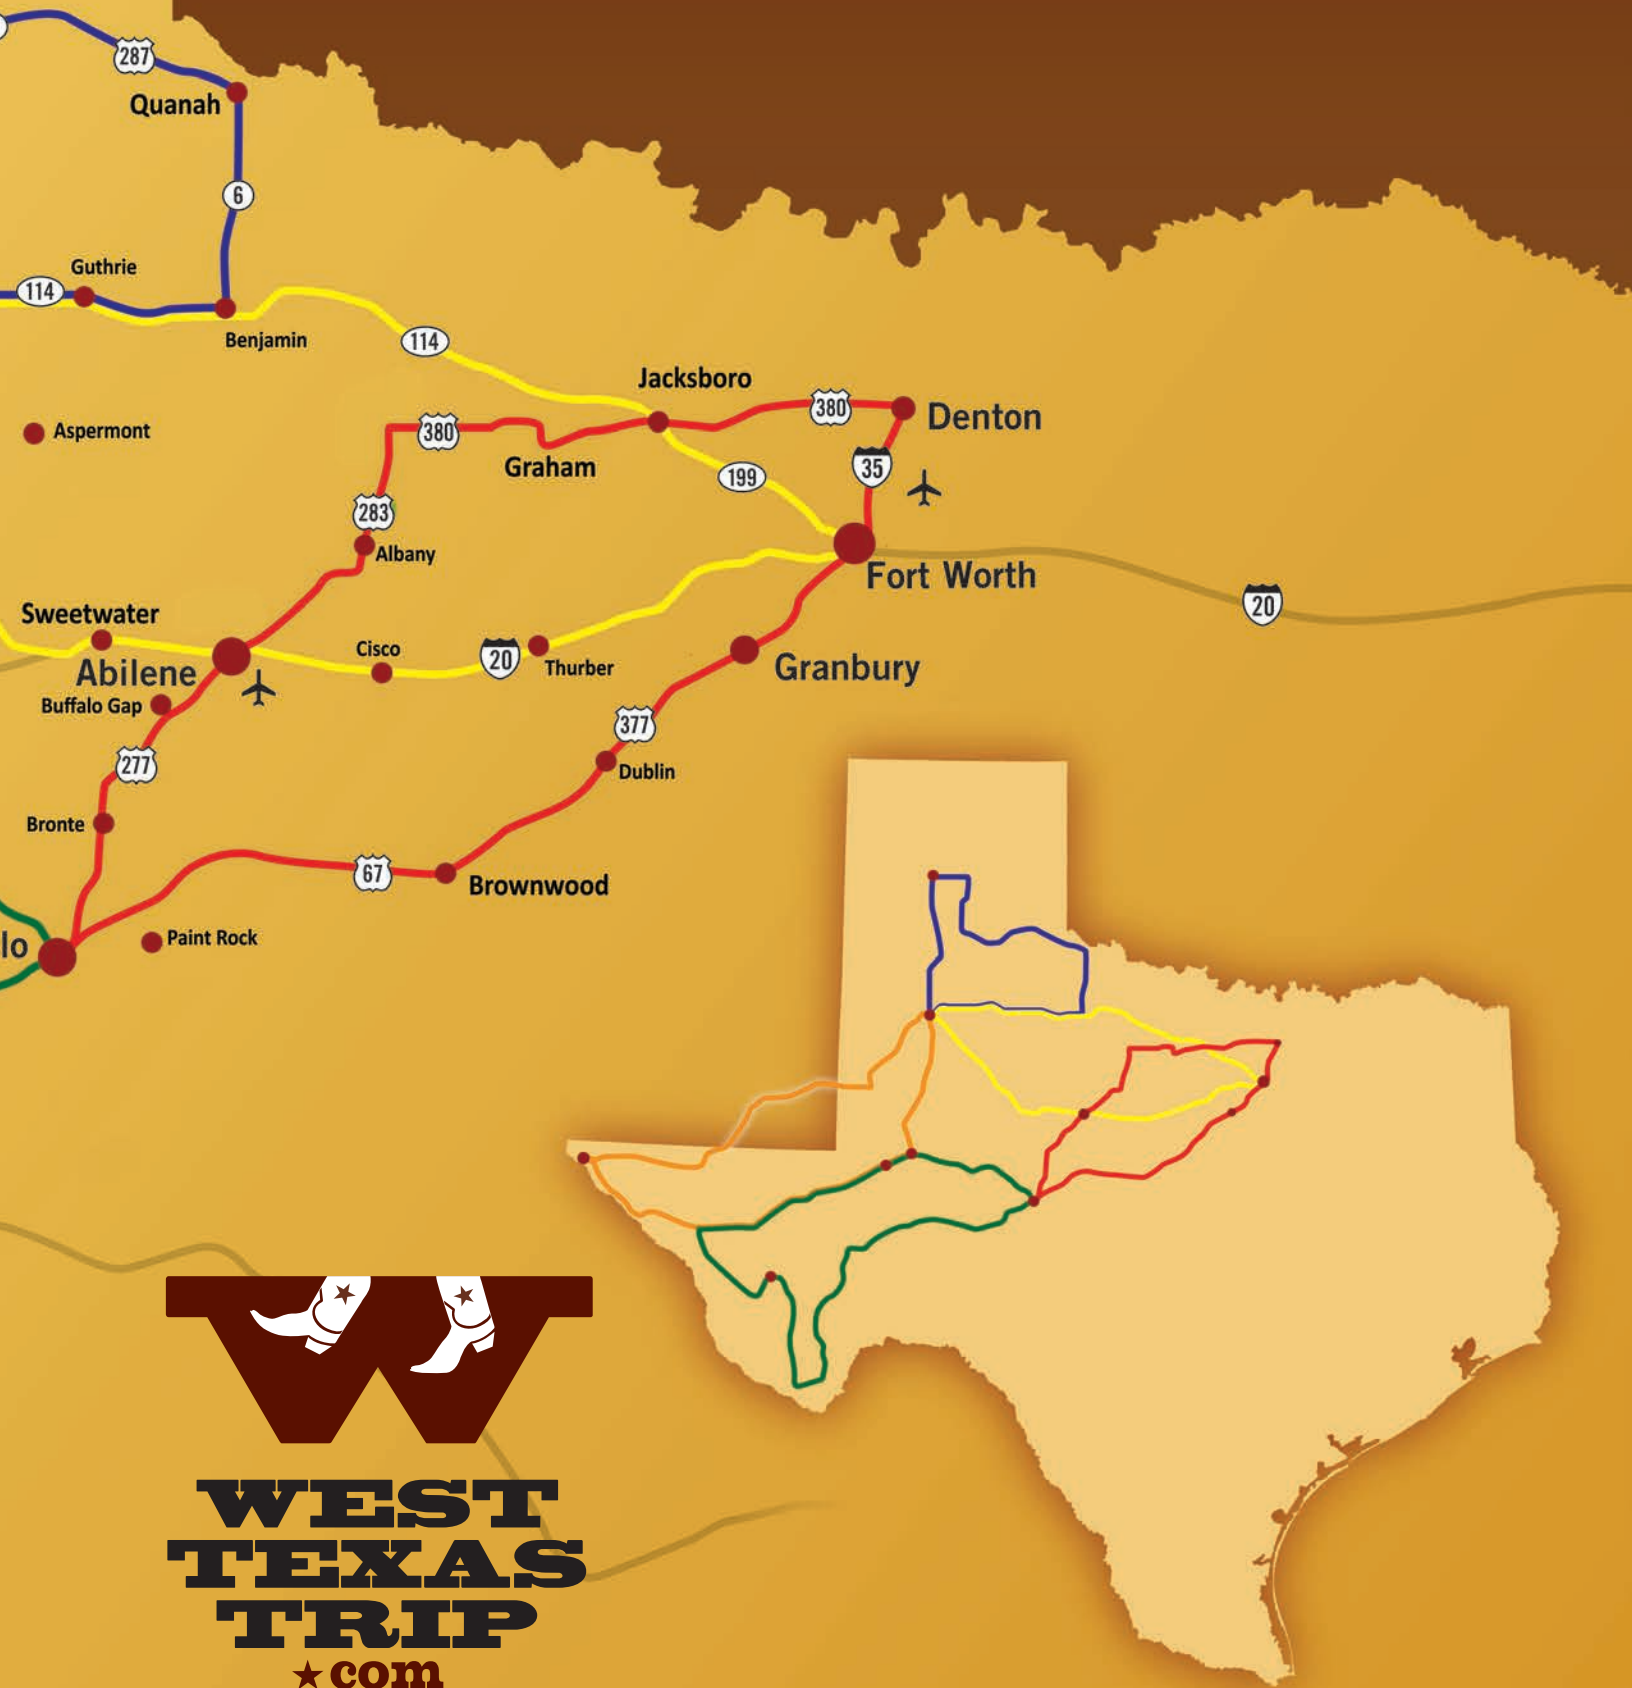 287
Quanah
6
Guthrie
114
Benjamin
114
Jacksboro
380
Denton
Aspermont
380
Graham
35
199
283
Albany
Fort Worth
20
Sweetwater
Cisco
20
Thurber
Abilene
Granbury
Buffalo Gap
377
277
Dublin
Bronte
67
Brownwood
lo
Paint Rock
WEST
TEXAS
TRIP
com